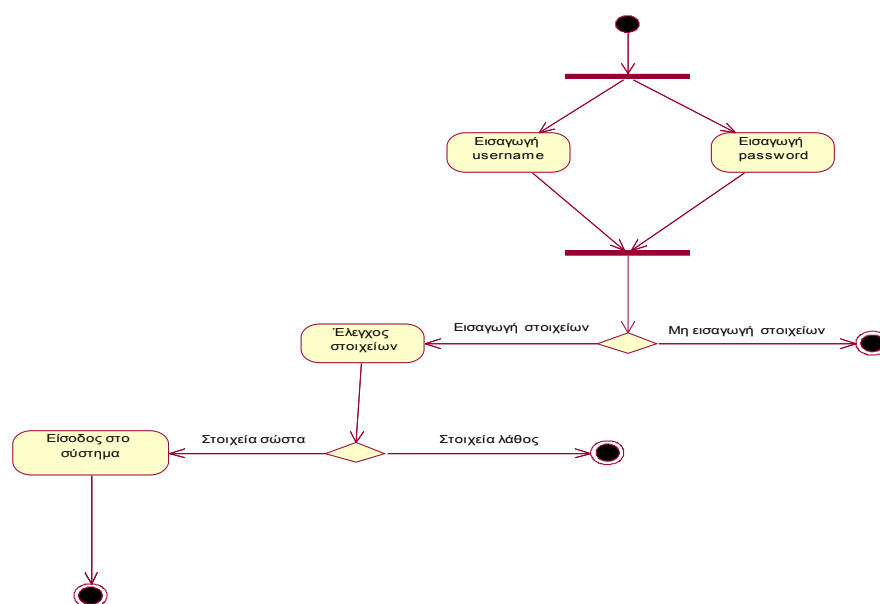 Εισαγωγή
username
Εισαγωγή
password
Εισαγωγή στοιχείων
Μη εισαγωγή στοιχείων
Έλεγχος
στοιχείων
Στοιχεία σώστα
Στοιχεία λάθος
Είσοδος στο
σύστημα